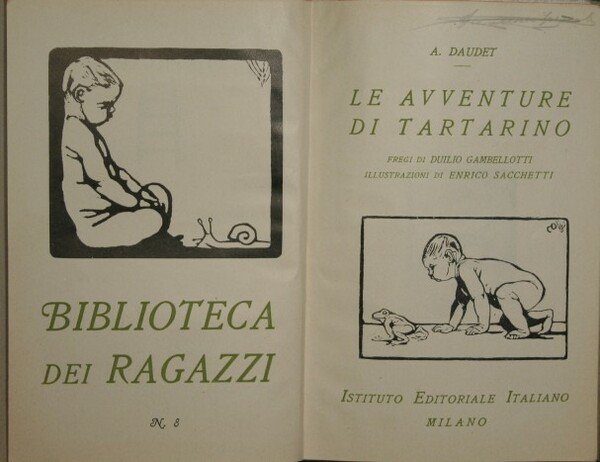 BIBLIOTECA
DEI RAGAZZI
N. 8
A. DAUDET
LE AVVENTURE
DI TARTARINO
FREGI DI DUILIO GAMBELLOTTI
ILLUSTRAZIONI DI ENRICO SACCHETTI
ISTITUTO EDITORIALE ITALIANO
MILANO